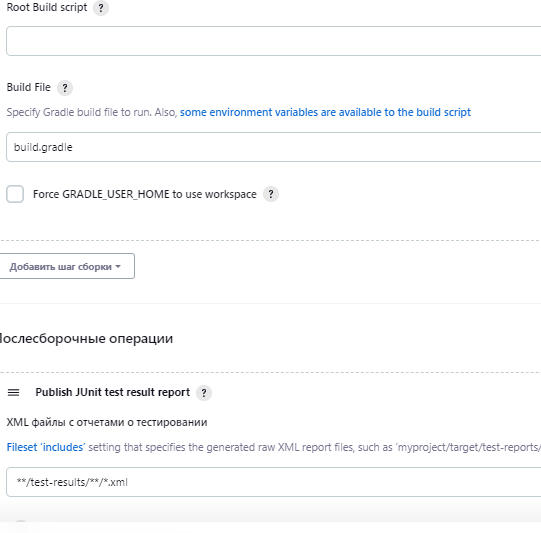 Root Build script ?
Build File ?
Specify Gradle build file to run. Also, some environment variables are available to the build script
build.gradle
Force GRADLE_USER_HOME to use workspace ?
Добавить шаг сборки
Послесборочные операции
Publish JUnit test result report ?
XML файлы с отчетами о тестировании
Fileset 'includes' setting that specifies the generated raw XML report files, such as 'myproject/target/test-reports/
**/test-results/**/*.xml